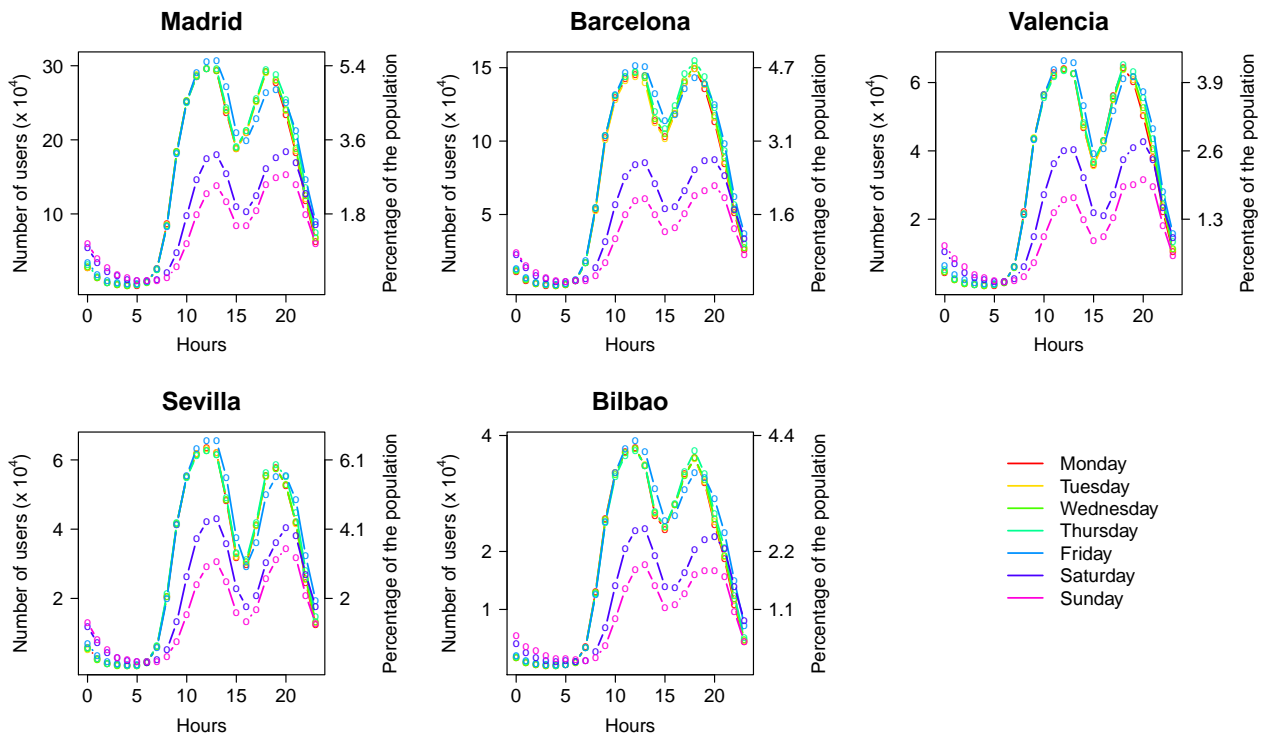 Madrid
Number of users (x 10⁴)
30
20
10
5.4
3.6
1.8
Percentage of the population
0 5 10 15 20
Hours
Barcelona
Number of users (x 10⁴)
15
10
5
4.7
3.1
1.6
Percentage of the population
0 5 10 15 20
Hours
Valencia
Number of users (x 10⁴)
6
4
2
3.9
2.6
1.3
Percentage of the population
0 5 10 15 20
Hours
Sevilla
Number of users (x 10⁴)
6
4
2
6.1
4.1
2
Percentage of the population
0 5 10 15 20
Hours
Bilbao
Number of users (x 10⁴)
4
2
1
4.4
2.2
1.1
Percentage of the population
0 5 10 15 20
Hours
Monday
Tuesday
Wednesday
Thursday
Friday
Saturday
Sunday